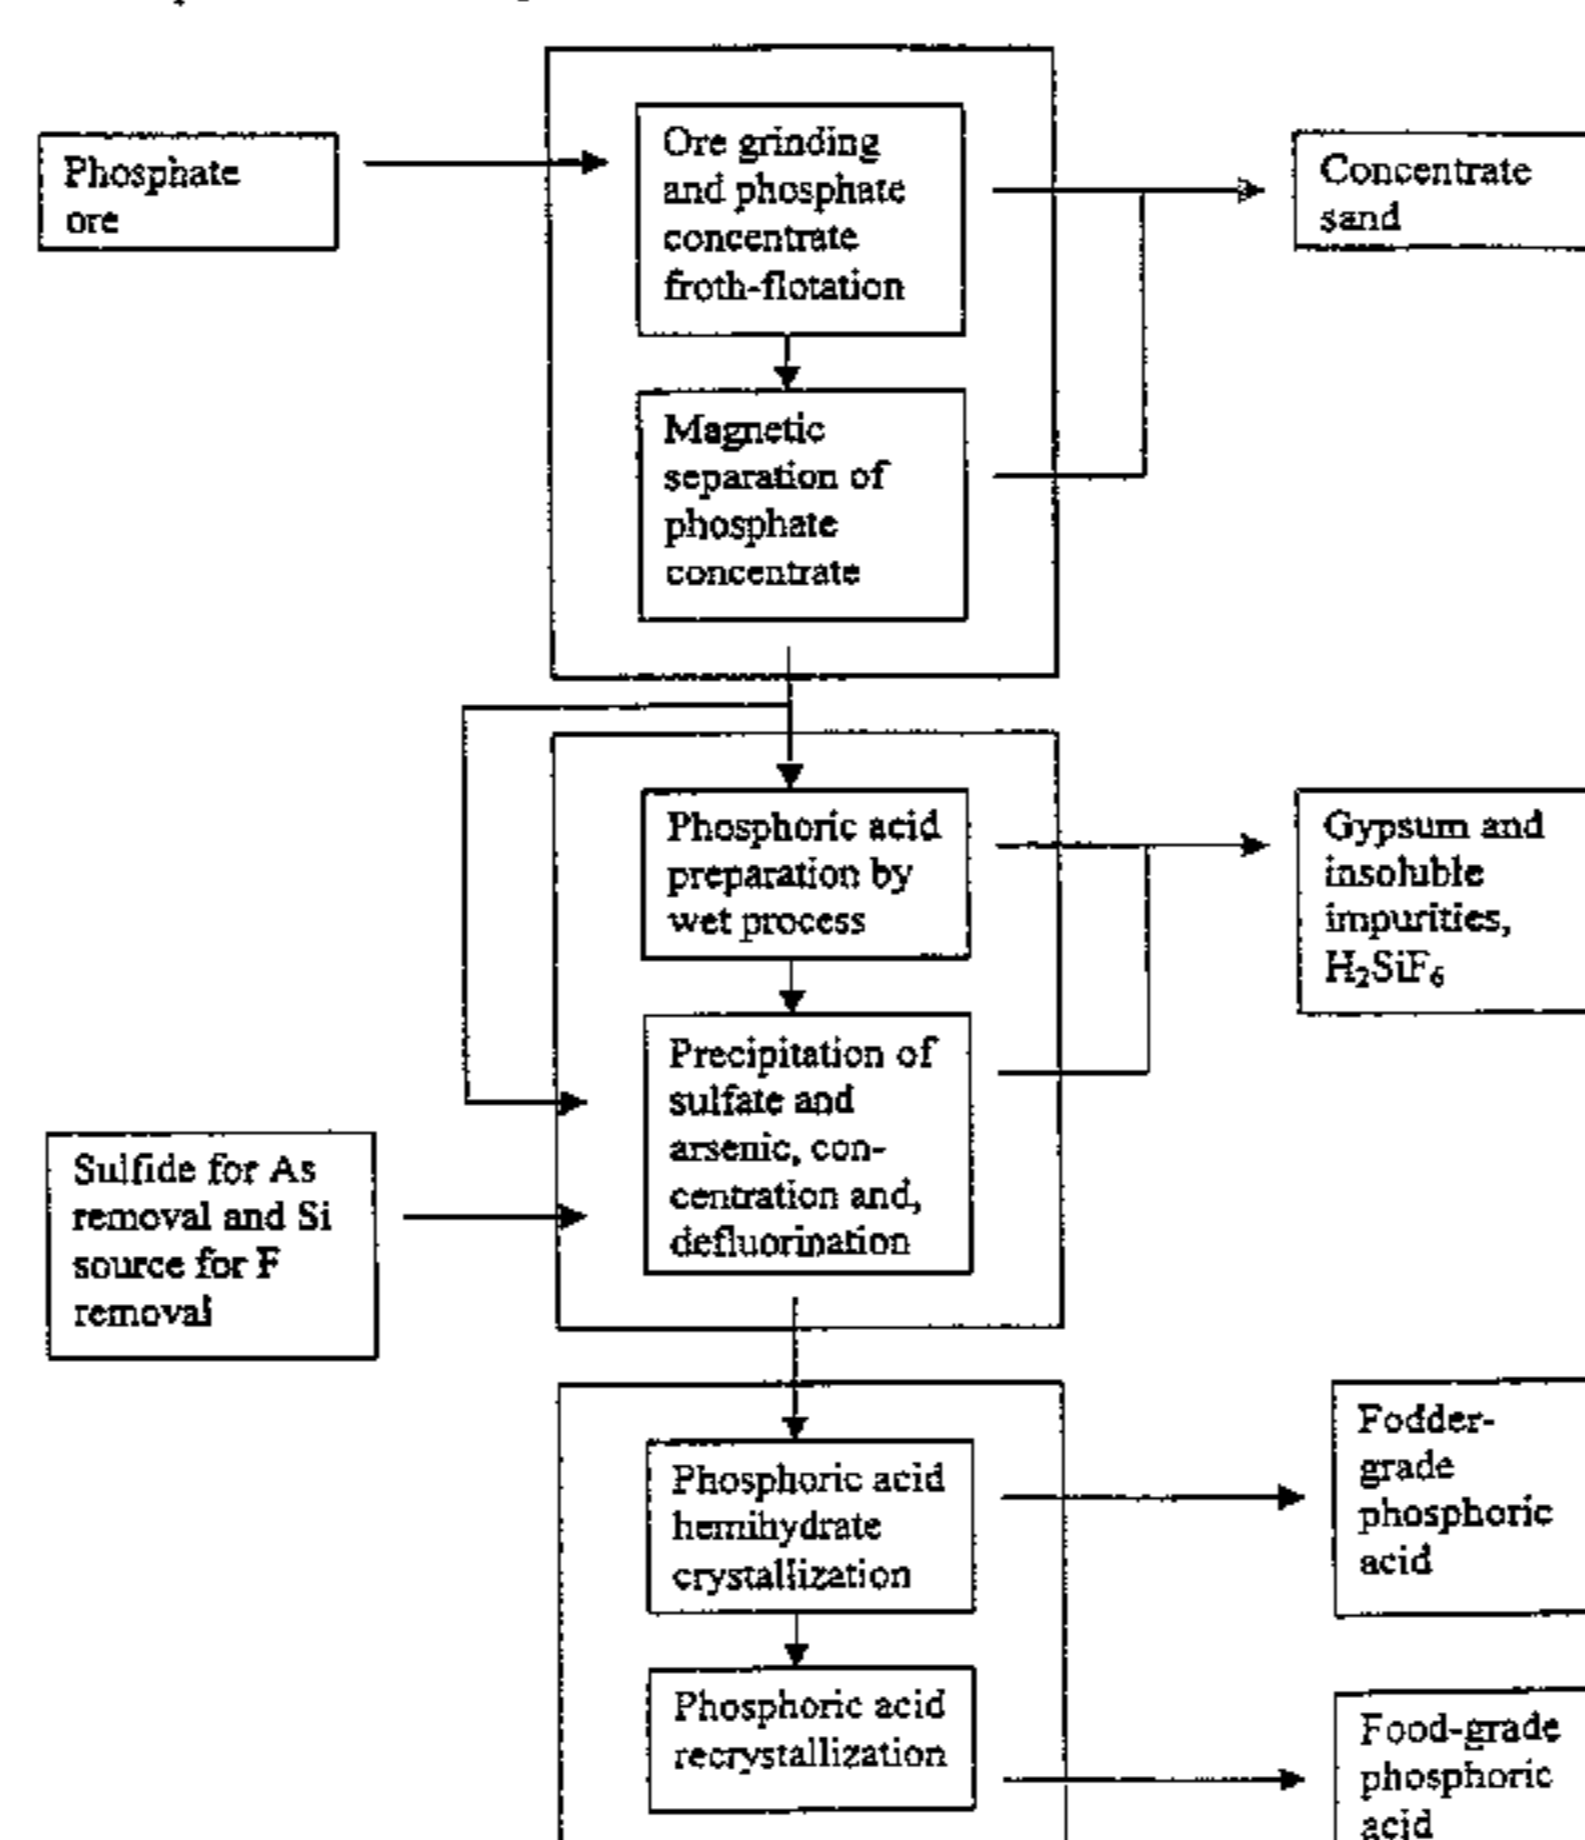 Phosphate
ore
Ore grinding
and phosphate
concentrate
froth-flotation
Concentrate
sand
Magnetic
separation of
phosphate
concentrate
Phosphoric acid
preparation by
wet process
Gypsum and
insoluble
impurities,
H₂SiF₆
Precipitation of
sulfate and
arsenic, con-
centration and,
defluorination
Sulfide for As
removal and Si
source for F
removal
Phosphoric acid
hemihydrate
crystallization
Fodder-
grade
phosphoric
acid
Phosphoric acid
recrystallization
Food-grade
phosphoric
acid